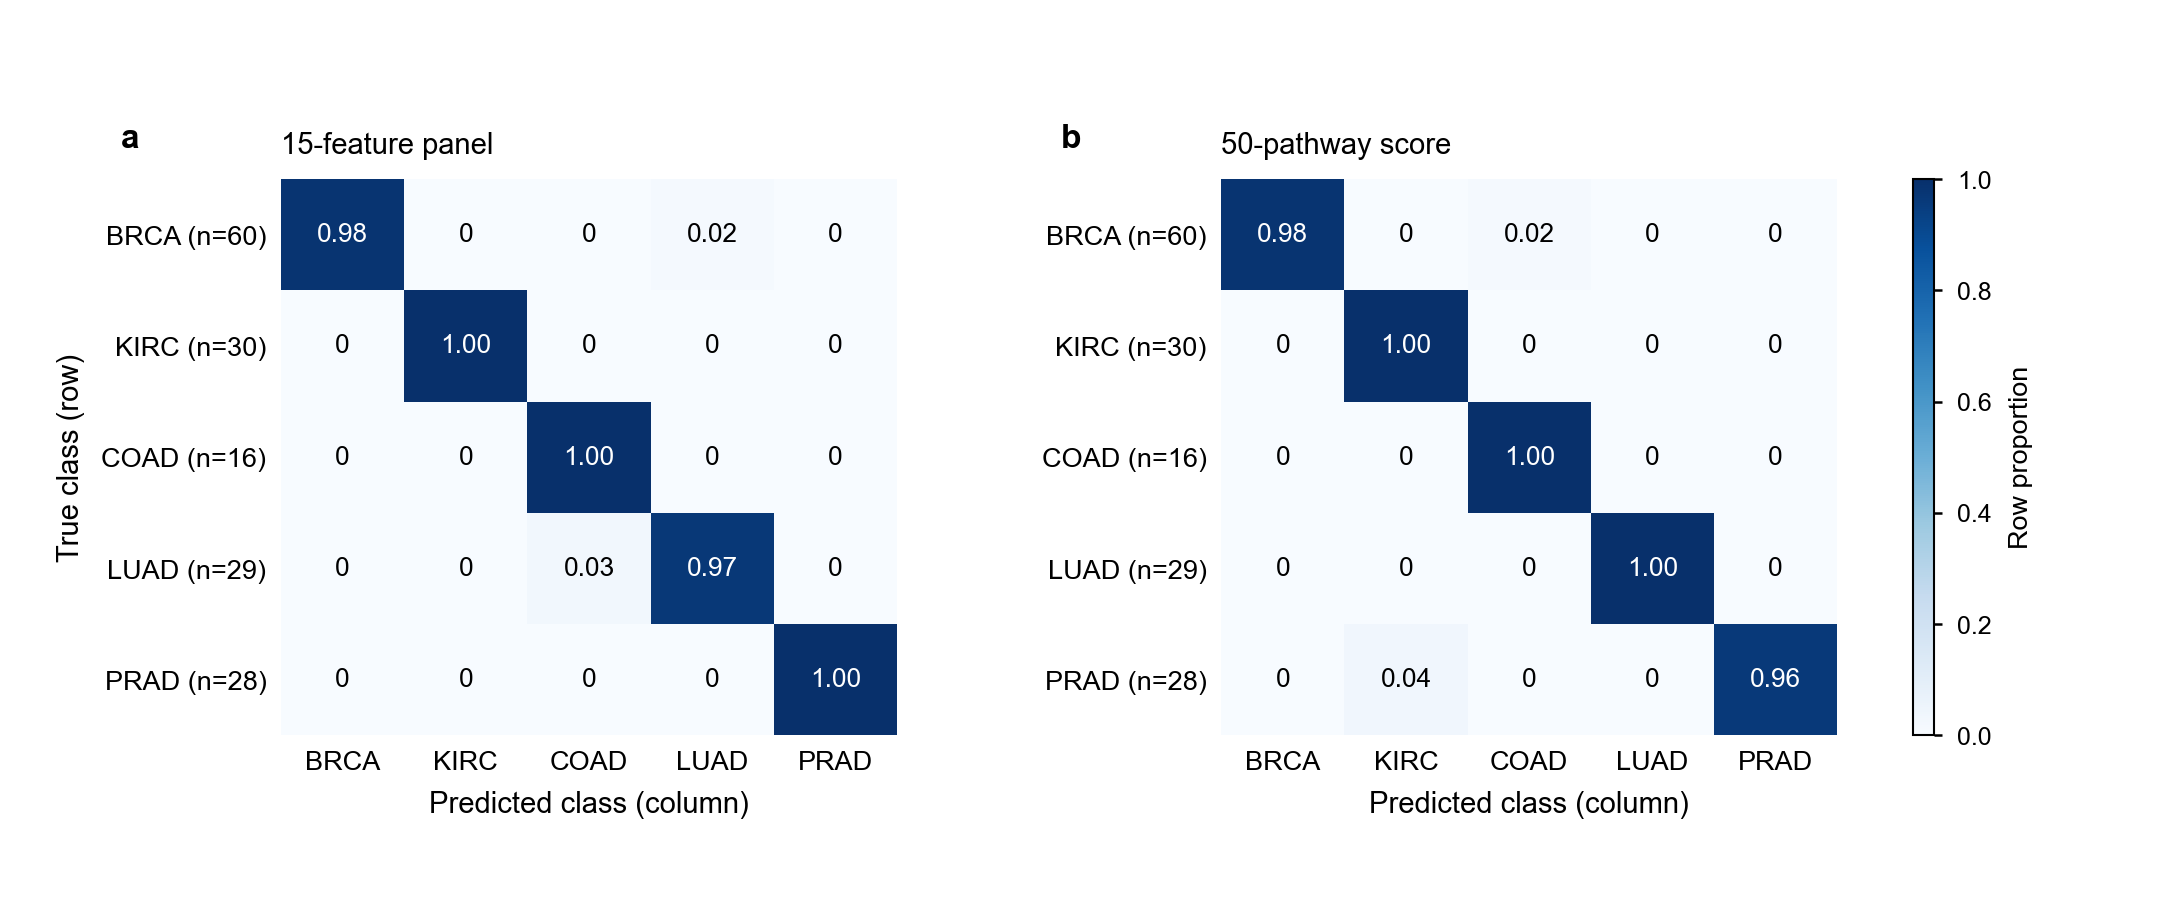 a
15-feature panel
True class (row)
BRCA (n=60) 0.98 0 0 0.02 0
KIRC (n=30) 0 1.00 0 0 0
COAD (n=16) 0 0 1.00 0 0
LUAD (n=29) 0 0 0.03 0.97 0
PRAD (n=28) 0 0 0 0 1.00
BRCA KIRC COAD LUAD PRAD
Predicted class (column)
b
50-pathway score
BRCA (n=60) 0.98 0 0.02 0 0
KIRC (n=30) 0 1.00 0 0 0
COAD (n=16) 0 0 1.00 0 0
LUAD (n=29) 0 0 0 1.00 0
PRAD (n=28) 0 0.04 0 0 0.96
BRCA KIRC COAD LUAD PRAD
Predicted class (column)
1.0
0.8
0.6
0.4
0.2
0.0
Row proportion